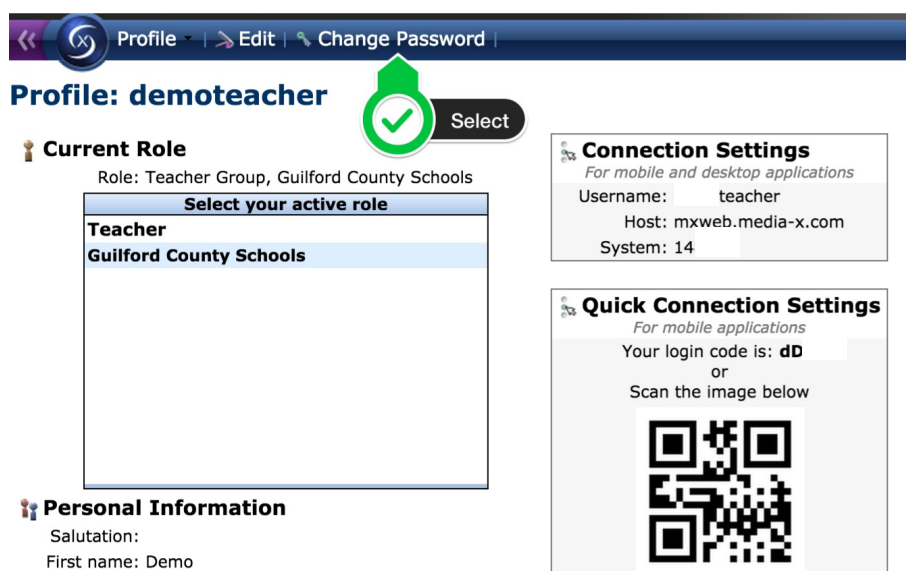 Profile | Edit | Change Password |
Profile: demoteacher
Select
Current Role
Role: Teacher Group, Guilford County Schools
Select your active role
Teacher
Guilford County Schools
Personal Information
Salutation:
First name: Demo
Connection Settings
For mobile and desktop applications
Username: teacher
Host: mxweb.media-x.com
System: 14
Quick Connection Settings
For mobile applications
Your login code is: dD
or
Scan the image below